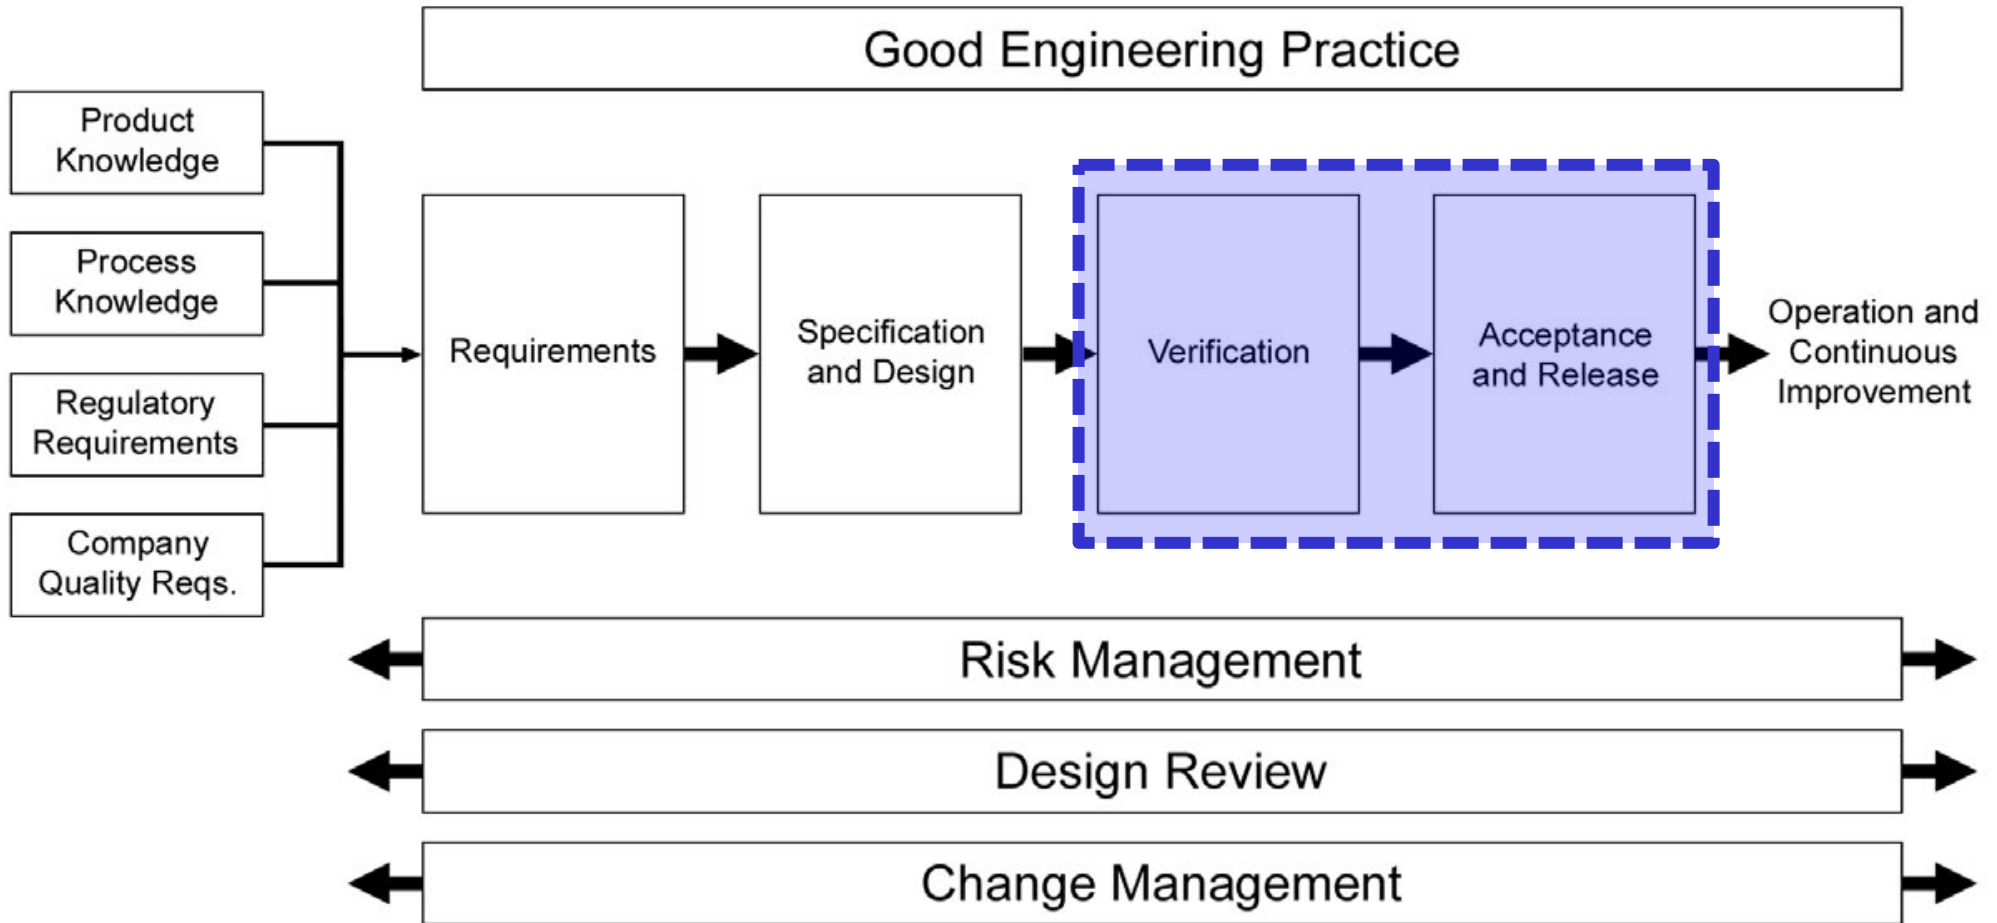 Good Engineering Practice
Product
Knowledge
Process
Knowledge
Regulatory
Requirements
Company
Quality Reqs.
Requirements
Specification
and Design
Verification
Acceptance
and Release
Operation and
Continuous
Improvement
Risk Management
Design Review
Change Management